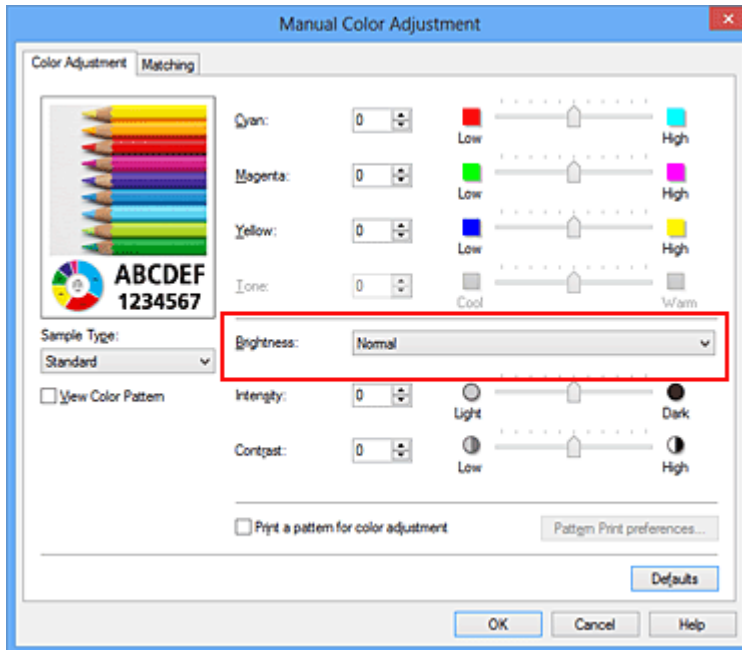 Manual Color Adjustment
Color Adjustment Matching
Cyan: 0 Low High
Magenta: 0 Low High
Yellow: 0 Low High
Tone: 0 Cool Warm
ABCDEF
1234567
Sample Type:
Standard
View Color Pattern
Brightness: Normal
Intensity: 0 Light Dark
Contrast: 0 Low High
Print a pattern for color adjustment Pattern Print preferences...
Defaults
OK Cancel Help